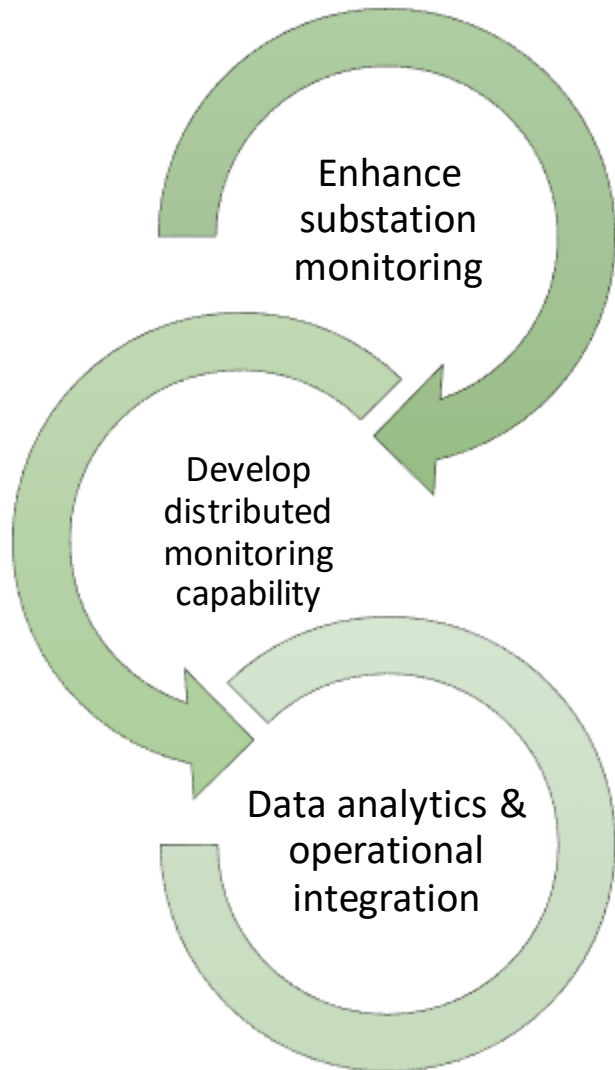 Enhance
substation
monitoring
Develop
distributed
monitoring
capability
Data analytics &
operational
integration